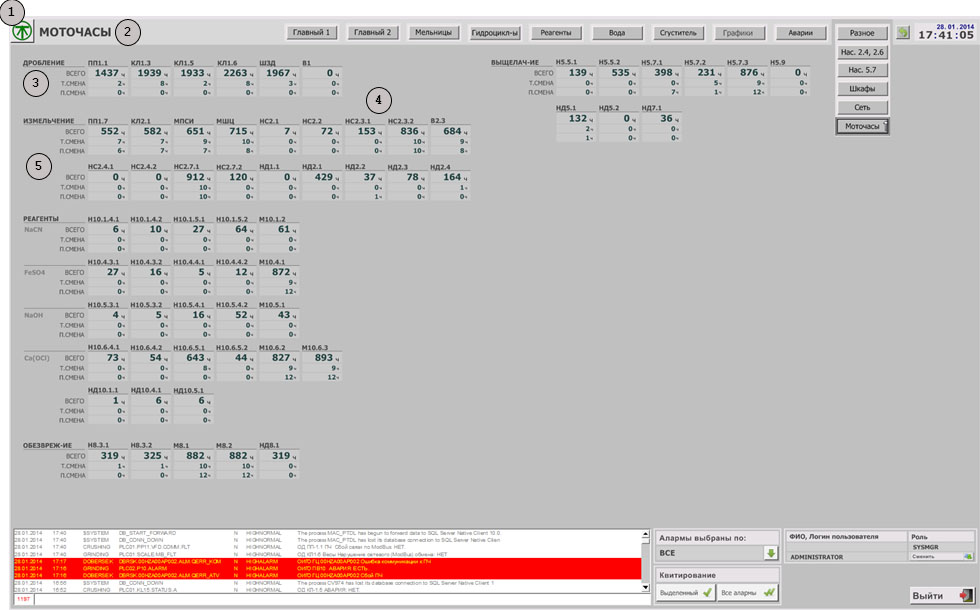 1
МОТОЧАСЫ 2
Главный 1 Главный 2 Мельницы Гидроцикл-ы Реагенты Вода Сгуститель Графики Аварии Разное
28.01.2014
17:41:05
Нас. 2.4, 2.6
Нас. 5.7
Шкафы
Сеть
Моточасы
ДРОБЛЕНИЕ ПП1.1 КЛ1.3 КЛ1.5 КЛ1.6 ШЗД В1
ВСЕГО 1437 ч 1939 ч 1933 ч 2263 ч 1967 ч 0 ч
Т.СМЕНА 2ч 8ч 2ч 8ч 3ч 0ч
П.СМЕНА 0ч 0ч 0ч 0ч 0ч 0ч
3
4
ВЫЩЕЛАЧ-ИЕ Н5.5.1 Н5.5.2 Н5.7.1 Н5.7.2 Н5.7.3 Н5.9
ВСЕГО 139 ч 535 ч 398 ч 231 ч 876 ч 0 ч
Т.СМЕНА 0ч 0ч 0ч 5ч 9ч 0ч
П.СМЕНА 0ч 0ч 7ч 1ч 12ч 0ч
НД5.1 НД5.2 НД7.1
132 ч 0 ч 36 ч
2ч 0ч 0ч
1ч 0ч 0ч
ИЗМЕЛЬЧЕНИЕ ПП1.7 КЛ2.1 МПСИ МШЦ НС2.1 НС2.2 НС2.3.1 НС2.3.2 В2.3
ВСЕГО 552 ч 582 ч 651 ч 715 ч 7 ч 72 ч 153 ч 836 ч 684 ч
Т.СМЕНА 7ч 7ч 9ч 10ч 0ч 0ч 0ч 10ч 9ч
П.СМЕНА 6ч 7ч 7ч 8ч 0ч 0ч 0ч 10ч 8ч
5
НС2.4.1 НС2.4.2 НС2.7.1 НС2.7.2 НД1.1 НД2.1 НД2.2 НД2.3 НД2.4
ВСЕГО 0 ч 0 ч 912 ч 120 ч 0 ч 429 ч 37 ч 78 ч 164 ч
Т.СМЕНА 0ч 0ч 10ч 0ч 0ч 0ч 0ч 0ч 1ч
П.СМЕНА 0ч 0ч 10ч 0ч 0ч 0ч 1ч 0ч 0ч
РЕАГЕНТЫ Н10.1.4.1 Н10.1.4.2 Н10.1.5.1 Н10.1.5.2 М10.1.2
NaCN ВСЕГО 6 ч 10 ч 27 ч 64 ч 61 ч
Т.СМЕНА 0ч 0ч 0ч 0ч 0ч
П.СМЕНА 0ч 0ч 0ч 0ч 0ч
Н10.4.3.1 Н10.4.3.2 Н10.4.4.1 Н10.4.4.2 М10.4.1
FeSO4 ВСЕГО 27 ч 16 ч 5 ч 12 ч 872 ч
Т.СМЕНА 0ч 0ч 0ч 0ч 9ч
П.СМЕНА 0ч 0ч 0ч 0ч 12ч
Н10.5.3.1 Н10.5.3.2 Н10.5.4.1 Н10.5.4.2 М10.5.1
NaOH ВСЕГО 4 ч 5 ч 16 ч 52 ч 43 ч
Т.СМЕНА 0ч 0ч 0ч 0ч 0ч
П.СМЕНА 0ч 0ч 0ч 0ч 0ч
Н10.6.4.1 Н10.6.4.2 Н10.6.5.1 Н10.6.5.2 М10.6.2 М10.6.3
Ca(OCl) ВСЕГО 73 ч 54 ч 643 ч 44 ч 827 ч 893 ч
Т.СМЕНА 0ч 0ч 8ч 0ч 9ч 9ч
П.СМЕНА 0ч 0ч 0ч 0ч 12ч 12ч
НД10.1.1 НД10.4.1 НД10.5.1
ВСЕГО 1 ч 6 ч 6 ч
Т.СМЕНА 0ч 0ч 0ч
П.СМЕНА 0ч 0ч 0ч
ОБЕЗВРЕЖ-ИЕ Н8.3.1 Н8.3.2 М8.1 М8.2 НД8.1
ВСЕГО 319 ч 325 ч 882 ч 882 ч 319 ч
Т.СМЕНА 1ч 1ч 10ч 10ч 0ч
П.СМЕНА 0ч 0ч 12ч 12ч 0ч
28.01.2014 17:40 $SYSTEM DB_START_FORWARD N HIGHNORMAL The process MAC_PTDL has begun to forward data to SQL Server Native Client 10.0
28.01.2014 17:40 $SYSTEM DB_CONN_DOWN N HIGHNORMAL The process MAC_PTDL has lost its database connection to SQL Server Native Clien
28.01.2014 17:40 CRUSHING PLC01.PP11.VFD.COMM.FLT N HIGHNORMAL ОД ПП-1.1 ПЧ: Сбой связи по ModBus: НЕТ
28.01.2014 17:40 GRINDING PLC01.SCALE.MB_FLT N HIGHNORMAL
28.01.2014 17:17 HIGHALARM
28.01.2014 17:16 GRINDING PLC02.P10.ALARM N HIGHALARM ОИГО П В10: АВАРИЯ: ЕСТЬ
28.01.2014 17:16 HIGHALARM
28.01.2014 16:56 $SYSTEM DB_CONN_DOWN N HIGHNORMAL The process CV974 has lost its database connection to SQL Server Native Client 1
28.01.2014 16:52 CRUSHING PLC01.KL15.STATUS.A N HIGHNORMAL ОД КЛ-1.5 АВАРИЯ: НЕТ
1187
Алармы выбраны по:
ВСЕ
Квитирование
Выделенный Все алармы
ФИО, Логин пользователя Роль
SYSMGR
ADMINISTRATOR Сменить
Выйти